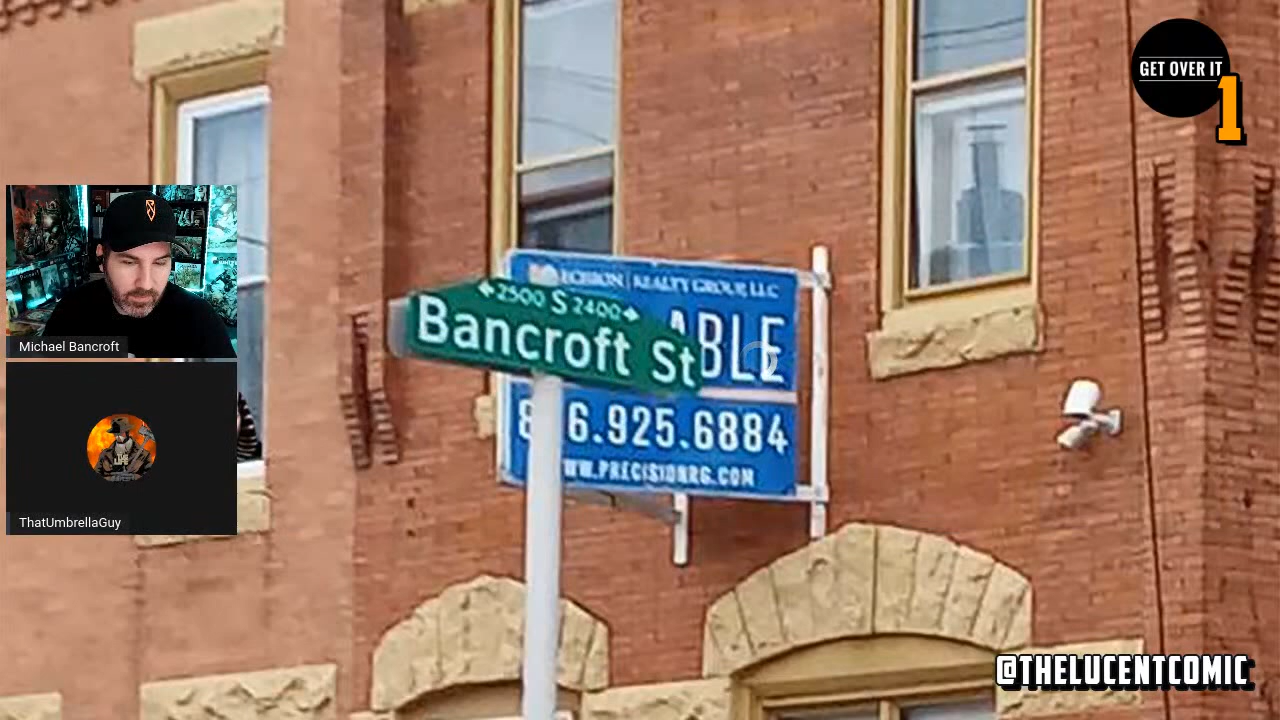 GET OVER IT
1
REALTY GROUP, LLC
2500 S 2400
Bancroft St
ABLE
6.925.6884
WWW.PRECISIONRG.COM
Michael Bancroft
ThatUmbrellaGuy
@THELUCENTCOMIC